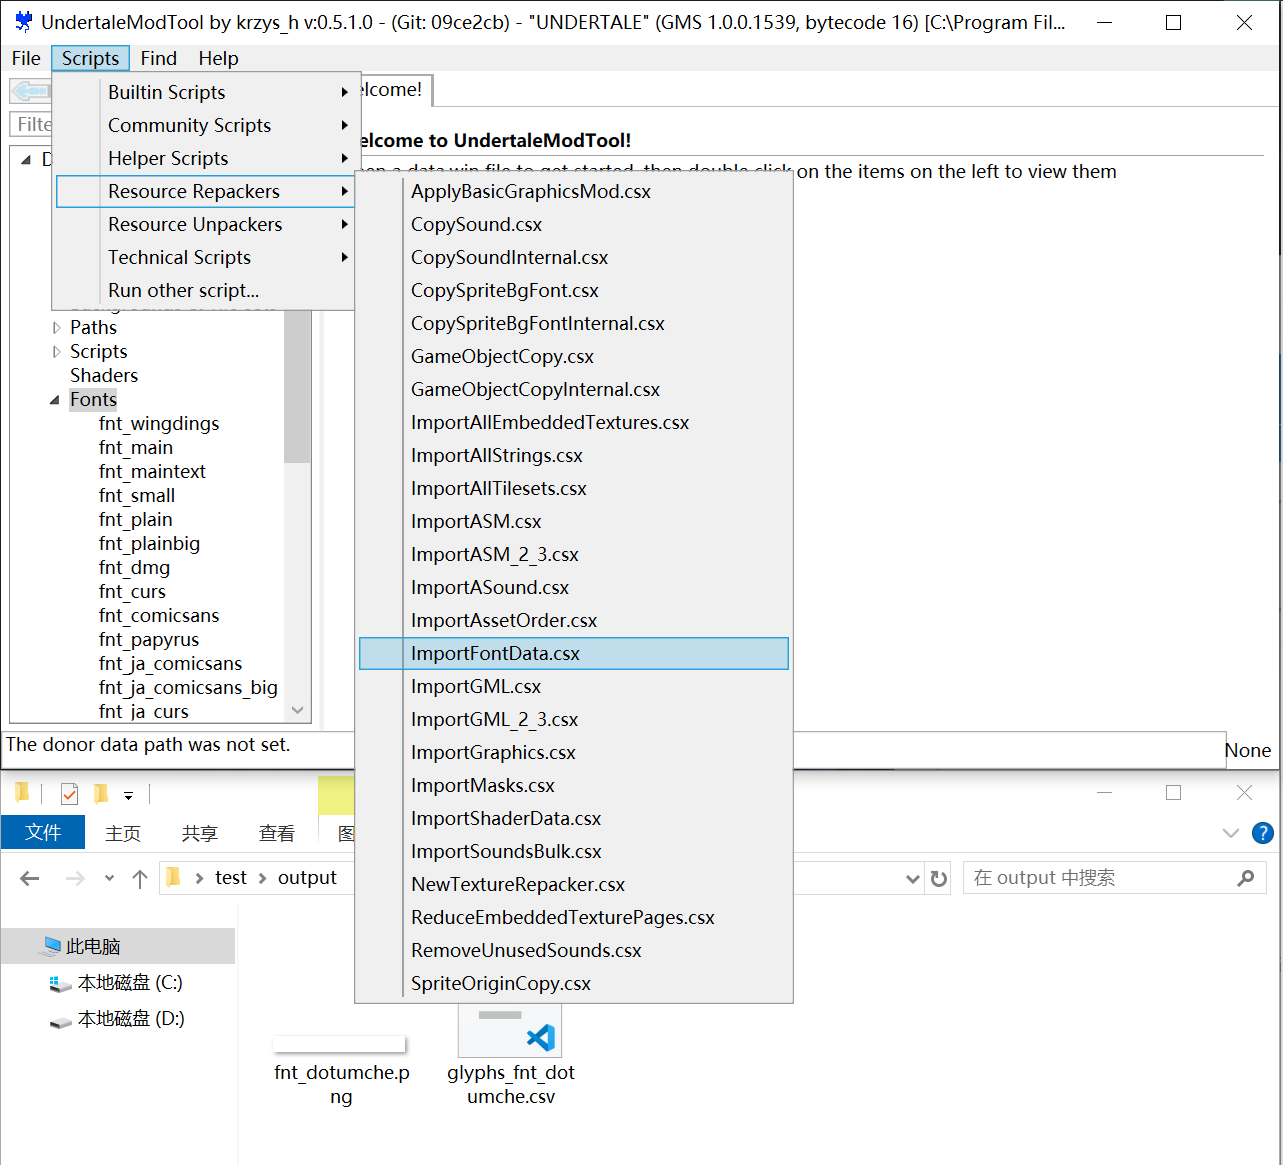 UndertaleModTool by krzys_h v:0.5.1.0 - (Git: 09ce2cb) - "UNDERTALE" (GMS 1.0.0.1539, bytecode 16) [C:\Program Fil...
File Scripts Find Help
Builtin Scripts
Community Scripts
Helper Scripts
Resource Repackers
Resource Unpackers
Technical Scripts
Run other script...
elcome!
Filte
D
elcome to UndertaleModTool!
on the items on the left to view them
ApplyBasicGraphicsMod.csx
CopySound.csx
CopySoundInternal.csx
CopySpriteBgFont.csx
CopySpriteBgFontInternal.csx
GameObjectCopy.csx
GameObjectCopyInternal.csx
ImportAllEmbeddedTextures.csx
ImportAllStrings.csx
ImportAllTilesets.csx
ImportASM.csx
ImportASM_2_3.csx
ImportASound.csx
ImportAssetOrder.csx
ImportFontData.csx
ImportGML.csx
ImportGML_2_3.csx
ImportGraphics.csx
ImportMasks.csx
ImportShaderData.csx
ImportSoundsBulk.csx
NewTextureRepacker.csx
ReduceEmbeddedTexturePages.csx
RemoveUnusedSounds.csx
SpriteOriginCopy.csx
Paths
Scripts
Shaders
Fonts
fnt_wingdings
fnt_main
fnt_maintext
fnt_small
fnt_plain
fnt_plainbig
fnt_dmg
fnt_curs
fnt_comicsans
fnt_papyrus
fnt_ja_comicsans
fnt_ja_comicsans_big
fnt_ja_curs
The donor data path was not set.
None
文件 主页 共享 查看 图
test output
在 output 中搜索
此电脑
本地磁盘 (C:)
本地磁盘 (D:)
fnt_dotumche.p
ng
glyphs_fnt_dot
umche.csv